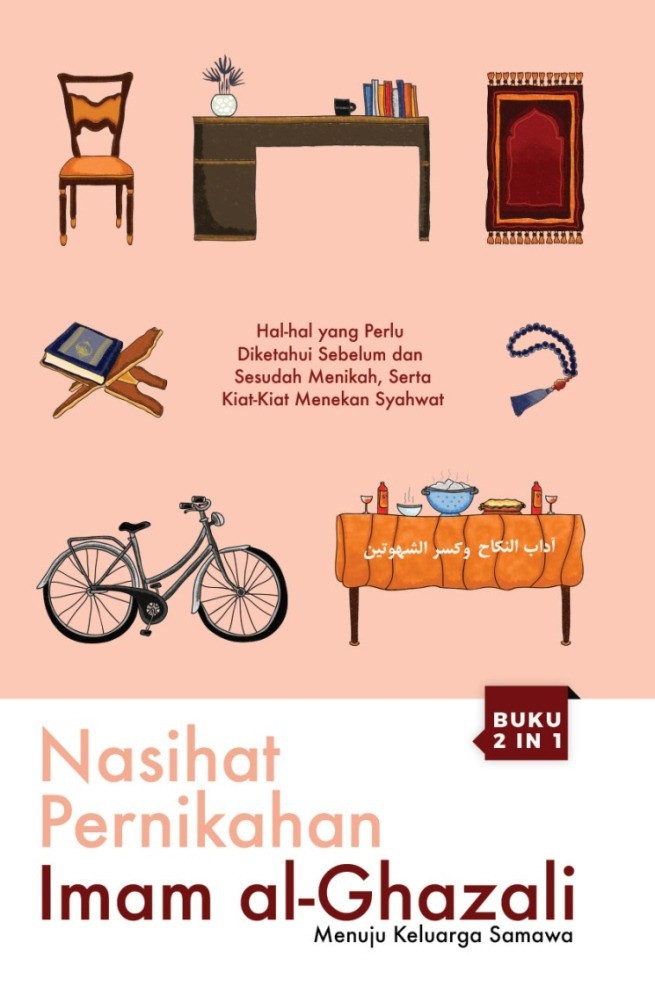 Hal-hal yang Perlu
Diketahui Sebelum dan
Sesudah Menikah, Serta
Kiat-Kiat Menekan Syahwat
آداب النكاح وكسر الشهوتين
BUKU
2 IN 1
Nasihat
Pernikahan
Imam al-Ghazali
Menuju Keluarga Samawa